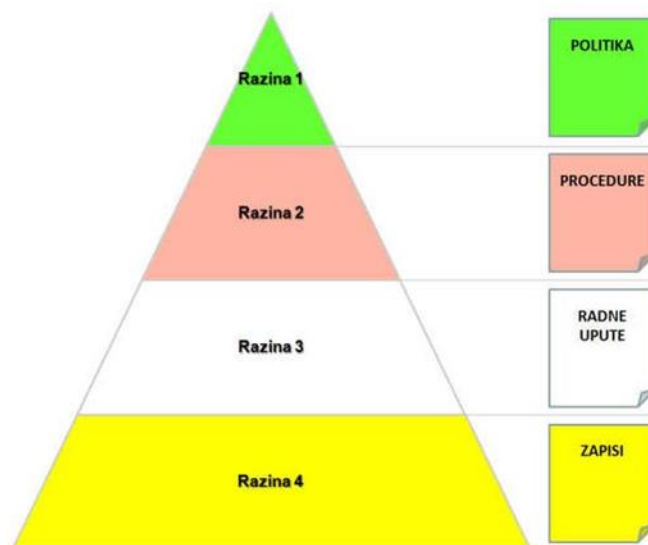 Razina 1
POLITIKA
Razina 2
PROCEDURE
Razina 3
RADNE
UPUTE
Razina 4
ZAPISI